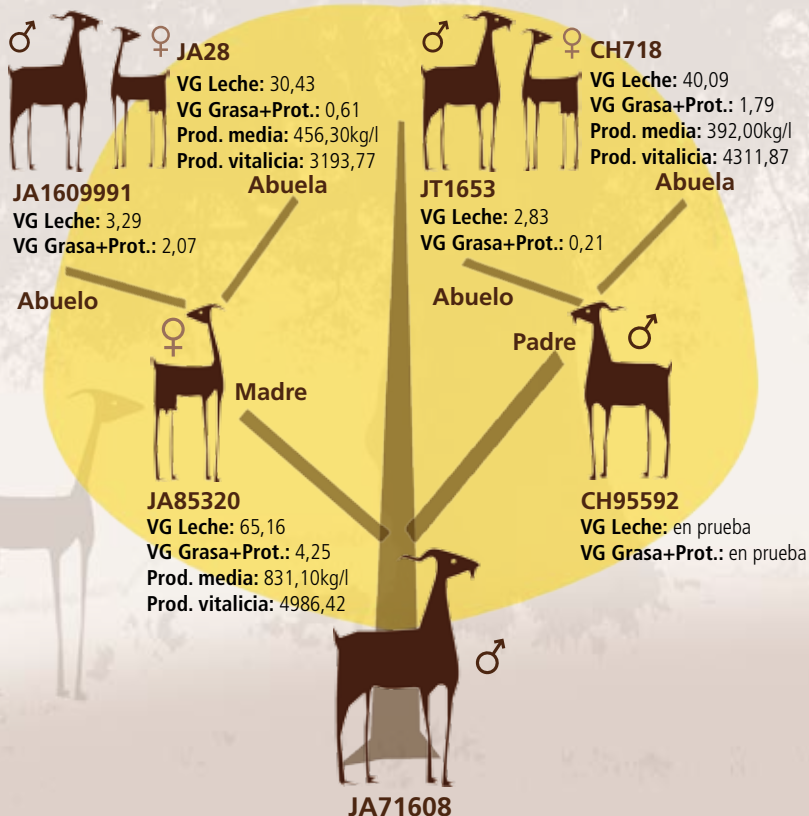 ♂
♀
JA28
VG Leche: 30,43
VG Grasa+Prot.: 0,61
Prod. media: 456,30kg/l
Prod. vitalicia: 3193,77
Abuela
JA1609991
VG Leche: 3,29
VG Grasa+Prot.: 2,07
Abuelo
♂
♀
CH718
VG Leche: 40,09
VG Grasa+Prot.: 1,79
Prod. media: 392,00kg/l
Prod. vitalicia: 4311,87
Abuela
JT1653
VG Leche: 2,83
VG Grasa+Prot.: 0,21
Abuelo
♀
Madre
JA85320
VG Leche: 65,16
VG Grasa+Prot.: 4,25
Prod. media: 831,10kg/l
Prod. vitalicia: 4986,42
Padre
♂
CH95592
VG Leche: en prueba
VG Grasa+Prot.: en prueba
♂
JA71608